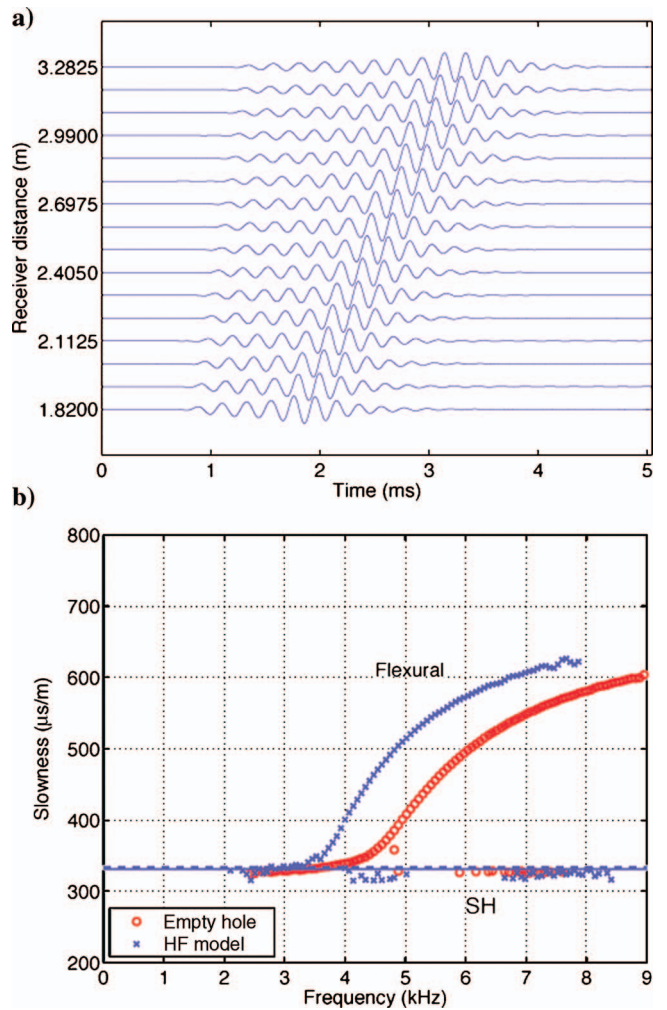 a)
Receiver distance (m)
3.2825
2.9900
2.6975
2.4050
2.1125
1.8200
0 1 2 3 4 5
Time (ms)
b)
Slowness (µs/m)
800
700
600
500
400
300
200
Flexural
SH
Empty hole
HF model
0 1 2 3 4 5 6 7 8 9
Frequency (kHz)